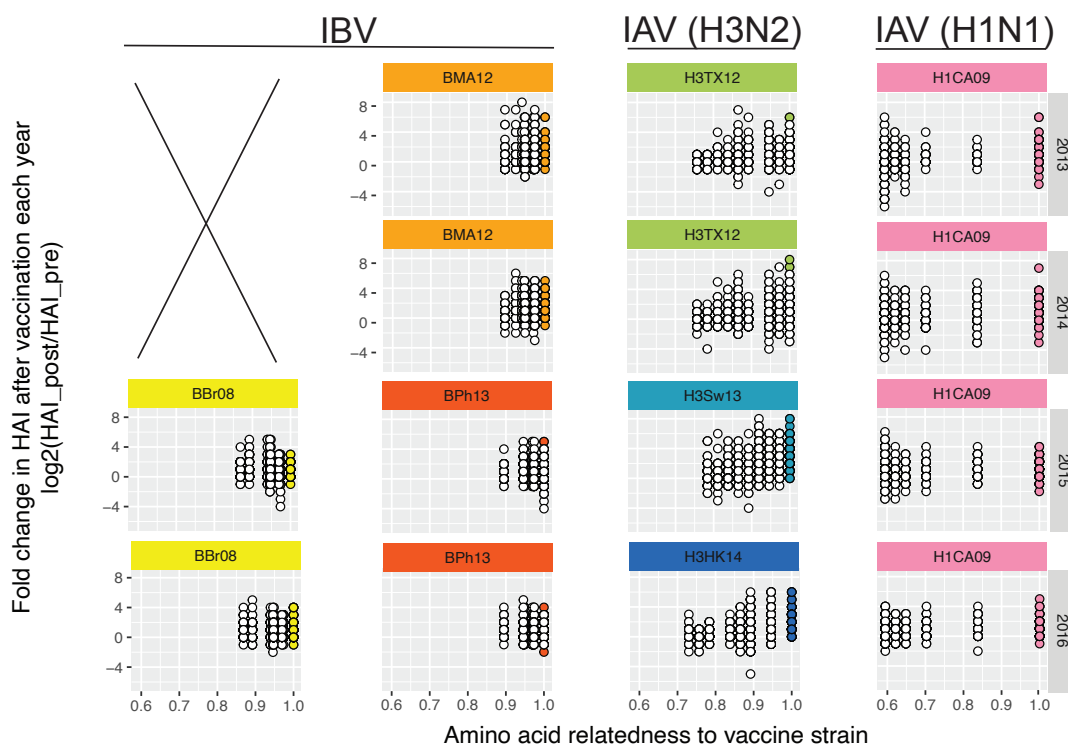 IBV IAV (H3N2) IAV (H1N1)
Fold change in HAI after vaccination each year
log2(HAI_post/HAI_pre)
BMA12 H3TX12 H1CA09
8
4
0
−4
2013
BMA12 H3TX12 H1CA09
8
4
0
−4
2014
BBr08 BPh13 H3Sw13 H1CA09
8
4
0
−4
2015
BBr08 BPh13 H3HK14 H1CA09
8
4
0
−4
2016
0.6 0.7 0.8 0.9 1.0 0.6 0.7 0.8 0.9 1.0 0.6 0.7 0.8 0.9 1.0 0.6 0.7 0.8 0.9 1.0
Amino acid relatedness to vaccine strain